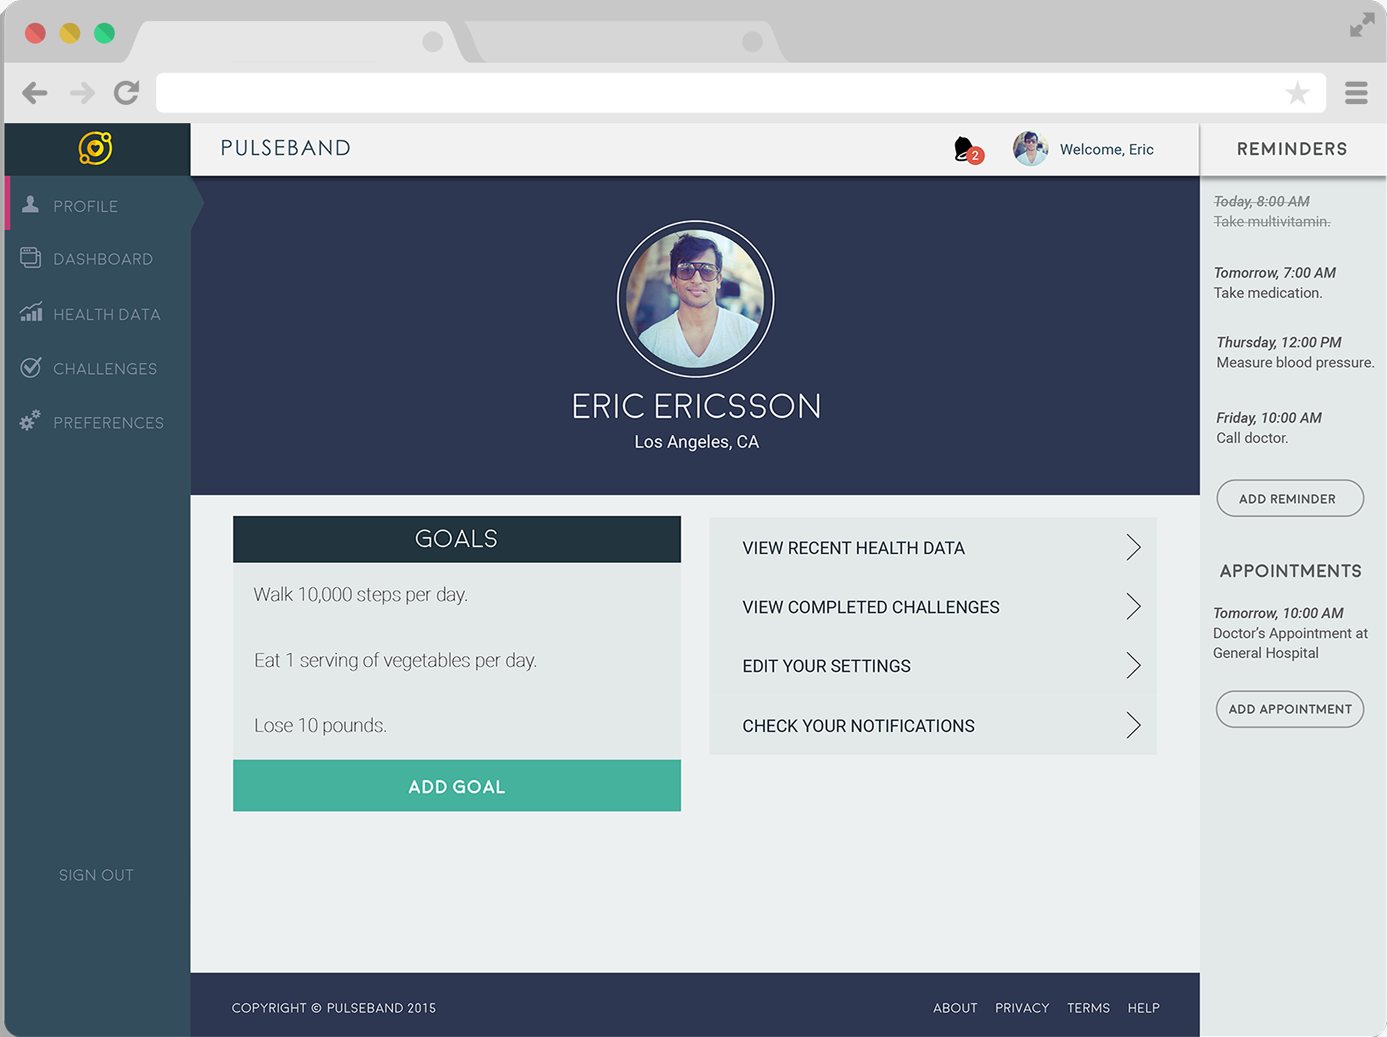 PULSEBAND
2
Welcome, Eric
REMINDERS
PROFILE
DASHBOARD
HEALTH DATA
CHALLENGES
PREFERENCES
SIGN OUT
ERIC ERICSSON
Los Angeles, CA
GOALS
Walk 10,000 steps per day.
Eat 1 serving of vegetables per day.
Lose 10 pounds.
ADD GOAL
VIEW RECENT HEALTH DATA
VIEW COMPLETED CHALLENGES
EDIT YOUR SETTINGS
CHECK YOUR NOTIFICATIONS
Today, 8:00 AM
Take multivitamin.
Tomorrow, 7:00 AM
Take medication.
Thursday, 12:00 PM
Measure blood pressure.
Friday, 10:00 AM
Call doctor.
ADD REMINDER
APPOINTMENTS
Tomorrow, 10:00 AM
Doctor’s Appointment at
General Hospital
ADD APPOINTMENT
COPYRIGHT © PULSEBAND 2015
ABOUT PRIVACY TERMS HELP